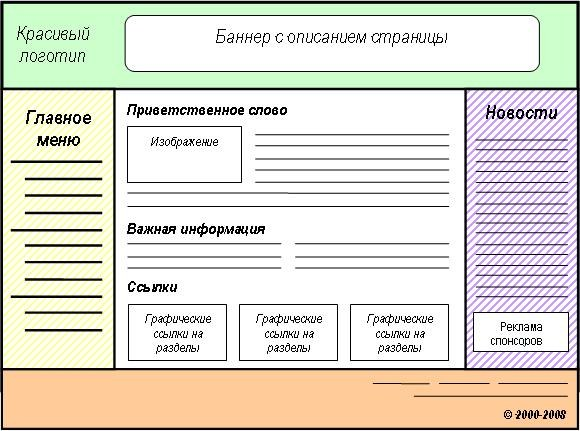 Красивый
логотип
Баннер с описанием страницы
Главное
меню
Приветственное слово
Изображение
Важная информация
Ссылки
Графические
ссылки на
разделы
Графические
ссылки на
разделы
Графические
ссылки на
разделы
Новости
Реклама
спонсоров
© 2000-2008